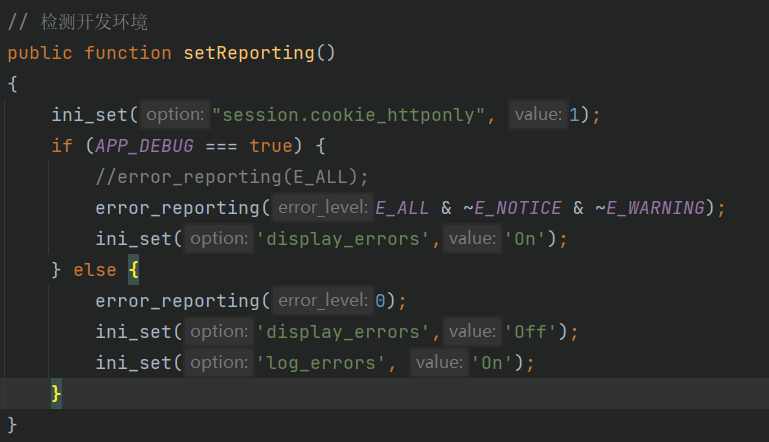 // 检测开发环境
public function setReporting()
{
    ini_set( option: "session.cookie_httponly", value: 1);
    if (APP_DEBUG === true) {
        //error_reporting(E_ALL);
        error_reporting( error_level: E_ALL & ~E_NOTICE & ~E_WARNING);
        ini_set( option: 'display_errors', value: 'On');
    } else {
        error_reporting( error_level: 0);
        ini_set( option: 'display_errors', value: 'Off');
        ini_set( option: 'log_errors', value: 'On');
    }
}